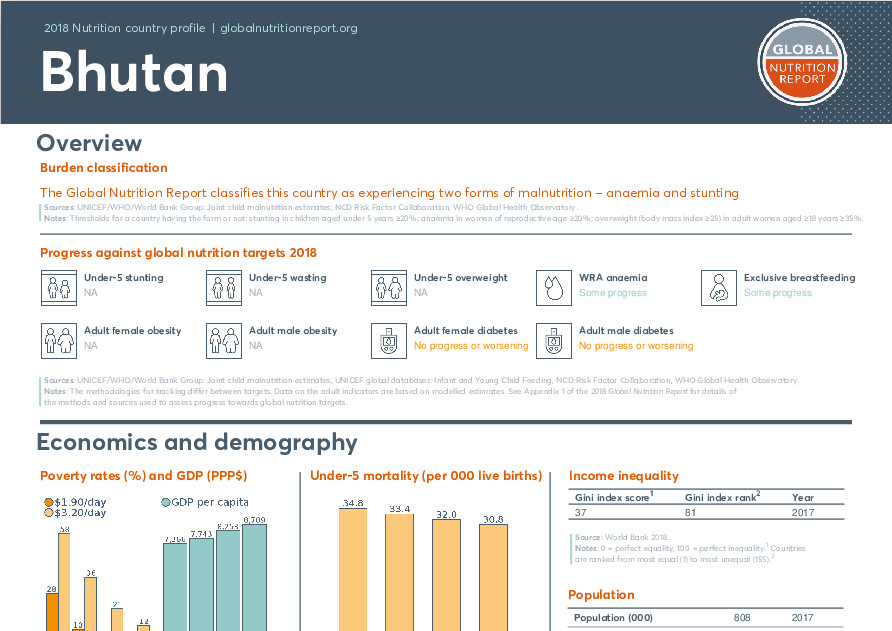 2018 Nutrition country profile | globalnutritionreport.org
Bhutan
GLOBAL
NUTRITION
REPORT
Overview
Burden classification
The Global Nutrition Report classifies this country as experiencing two forms of malnutrition – anaemia and stunting
Sources: UNICEF/WHO/World Bank Group: Joint child malnutrition estimates, NCD Risk Factor Collaboration, WHO Global Health Observatory.
Notes: Thresholds for a country having the form or not: stunting in children aged under 5 years ≥20%; anaemia in women of reproductive age ≥20%; overweight (body mass index ≥25) in adult women aged ≥18 years ≥35%.
Progress against global nutrition targets 2018
Under-5 stunting
NA
Under-5 wasting
NA
Under-5 overweight
NA
WRA anaemia
Some progress
Exclusive breastfeeding
Some progress
Adult female obesity
NA
Adult male obesity
NA
Adult female diabetes
No progress or worsening
Adult male diabetes
No progress or worsening
Sources: UNICEF/WHO/World Bank Group: Joint child malnutrition estimates, UNICEF global databases: Infant and Young Child Feeding, NCD Risk Factor Collaboration, WHO Global Health Observatory.
Notes: The methodologies for tracking differ between targets. Data on the adult indicators are based on modelled estimates. See Appendix 1 of the 2018 Global Nutrition Report for details of
the methods and sources used to assess progress towards global nutrition targets.
Economics and demography
Poverty rates (%) and GDP (PPP$)
$1.90/day
$3.20/day
GDP per capita
58
28
10
36
12
7,743
8,709
Under-5 mortality (per 000 live births)
34.8
33.4
32.0
30.8
Income inequality
Gini index score1 Gini index rank2 Year
37 81 2017
Source: World Bank 2018.
Notes: 0 = perfect equality, 100 = perfect inequality.1 Countries
are ranked from most equal (1) to most unequal (155).2
Population
Population (000) 808 2017